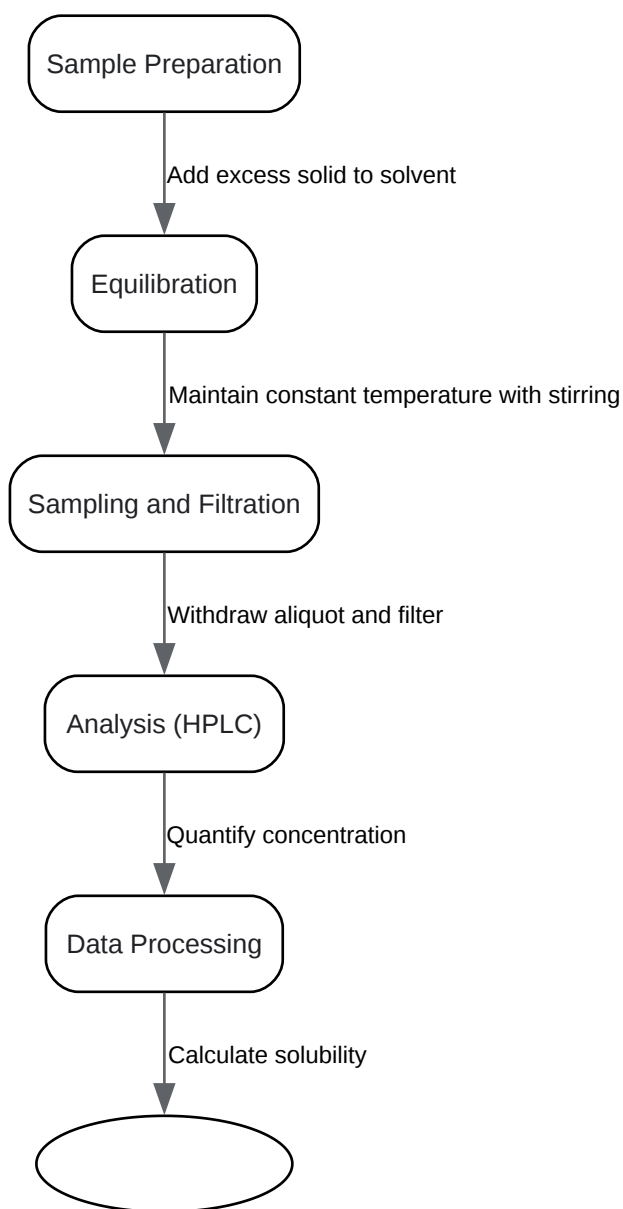 Sample Preparation
Add excess solid to solvent
Equilibration
Maintain constant temperature with stirring
Sampling and Filtration
Withdraw aliquot and filter
Analysis (HPLC)
Quantify concentration
Data Processing
Calculate solubility